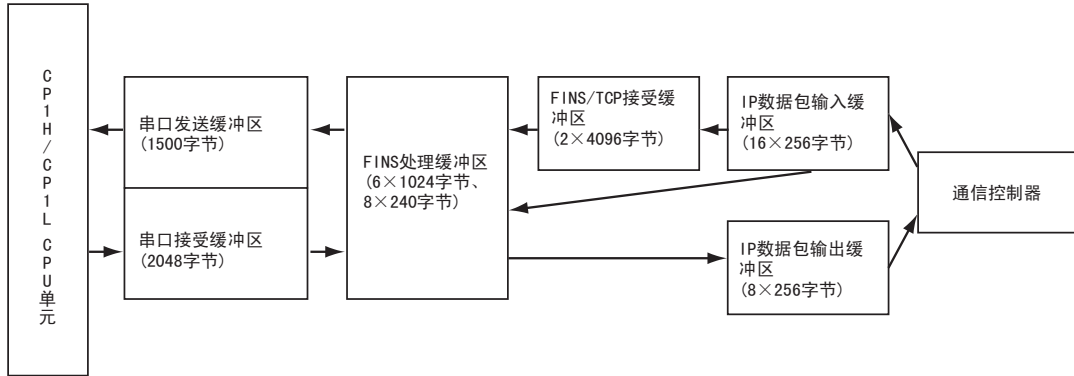 CP1H/CP1L CPU单元
串口发送缓冲区
(1500字节)
串口接受缓冲区
(2048字节)
FINS处理缓冲区
(6×1024字节、
8×240字节)
FINS/TCP接受缓
冲区
(2×4096字节)
IP数据包输入缓
冲区
(16×256字节)
IP数据包输出缓
冲区
(8×256字节)
通信控制器